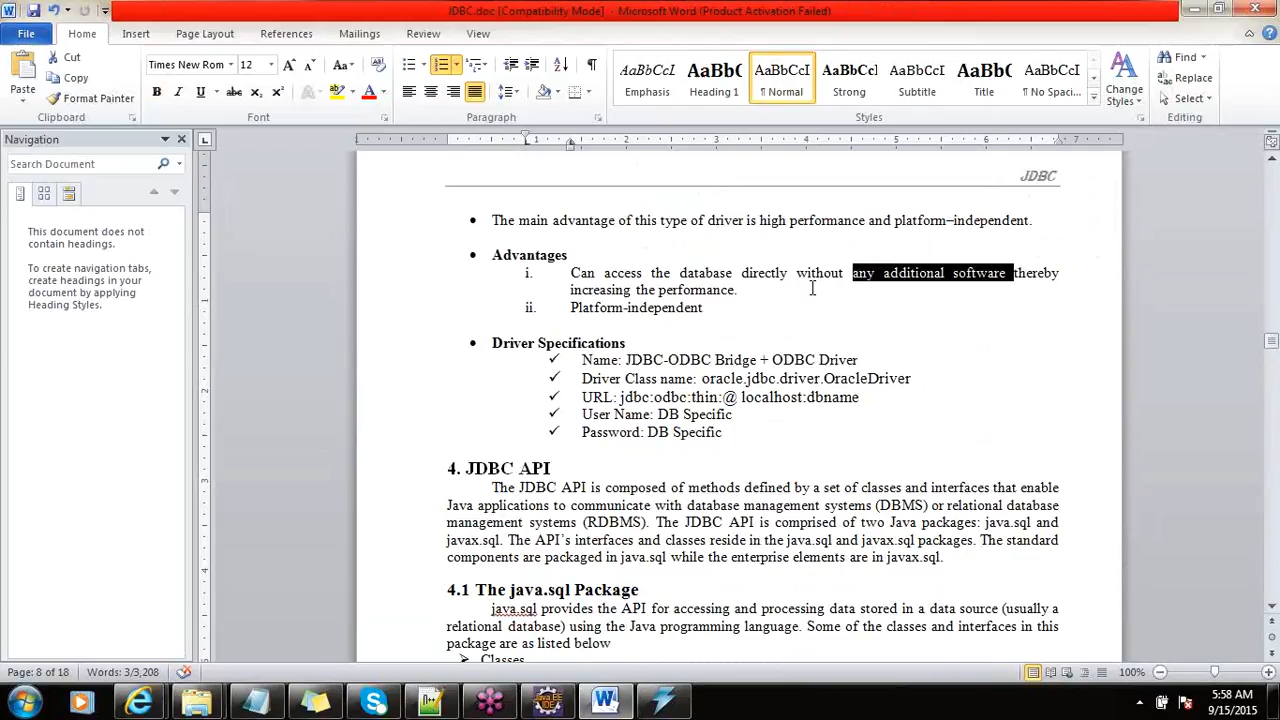 JDBC.doc [Compatibility Mode] - Microsoft Word (Product Activation Failed)
File Home Insert Page Layout References Mailings Review View
Cut
Copy
Format Painter
Paste
Clipboard
Times New Rom 12
Font
Paragraph
AaBbCcI AaBb( AaBbCcI AaBbCcI AaBbCcI AaBb( AaBbCcI
Emphasis Heading 1 ¶ Normal Strong Subtitle Title ¶ No Spaci...
Change Styles
Styles
Find
Replace
Select
Editing
Navigation
Search Document
This document does not contain headings.
To create navigation tabs, create headings in your document by applying Heading Styles.
1 2 3 4 5 6 7
JDBC
• The main advantage of this type of driver is high performance and platform–independent.
• Advantages
i. Can access the database directly without any additional software thereby
increasing the performance.
ii. Platform-independent
• Driver Specifications
✓ Name: JDBC-ODBC Bridge + ODBC Driver
✓ Driver Class name: oracle.jdbc.driver.OracleDriver
✓ URL: jdbc:odbc:thin:@ localhost:dbname
✓ User Name: DB Specific
✓ Password: DB Specific
4. JDBC API
The JDBC API is composed of methods defined by a set of classes and interfaces that enable
Java applications to communicate with database management systems (DBMS) or relational database
management systems (RDBMS). The JDBC API is comprised of two Java packages: java.sql and
javax.sql. The API's interfaces and classes reside in the java.sql and javax.sql packages. The standard
components are packaged in java.sql while the enterprise elements are in javax.sql.
4.1 The java.sql Package
java.sql provides the API for accessing and processing data stored in a data source (usually a
relational database) using the Java programming language. Some of the classes and interfaces in this
package are as listed below
➢ Classes
Page: 8 of 18 Words: 3/3,208 100%
5:58 AM
9/15/2015